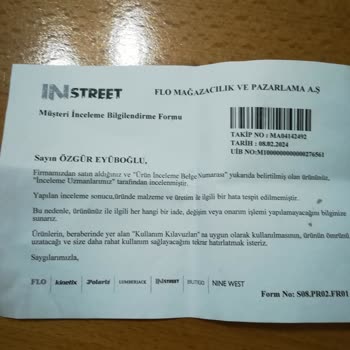 INSTREET
FLO MAĞAZACILIK VE PAZARLAMA A.Ş
Müşteri İnceleme Bilgilendirme Formu
TAKİP NO : MA04142492
TARİH : 08.02.2024
UİB NO:M1000000000000276561
Sayın ÖZGÜR EYÜBOĞLU,
Firmamızdan satın aldığınız ve "Ürün İnceleme Belge Numarası" yukarıda belirtilmiş olan ürününüz,
"İnceleme Uzmanlarımız" tarafından incelenmiştir.
Yapılan inceleme sonucu,üründe malzeme ve üretim ile ilgili bir hata tespit edilmemiştir.
Bu nedenle, ürününüz ile ilgili her hangi bir iade, değişim veya onarım işlemi yapılamayacağını bilginize
sunarız.
Ürünlerin, beraberinde yer alan "Kullanım Kılavuzları" na uygun olarak kullanılmasının, ürünün ömrünü
uzatacağı ve size daha rahat kullanım sağlayacağını tekrar hatırlatmak isteriz.
Saygılarımızla,
FLO kinetix Polaris LUMBERJACK INSTREET BUTIGO NINE WEST
Form No: S08.PR02.FR01